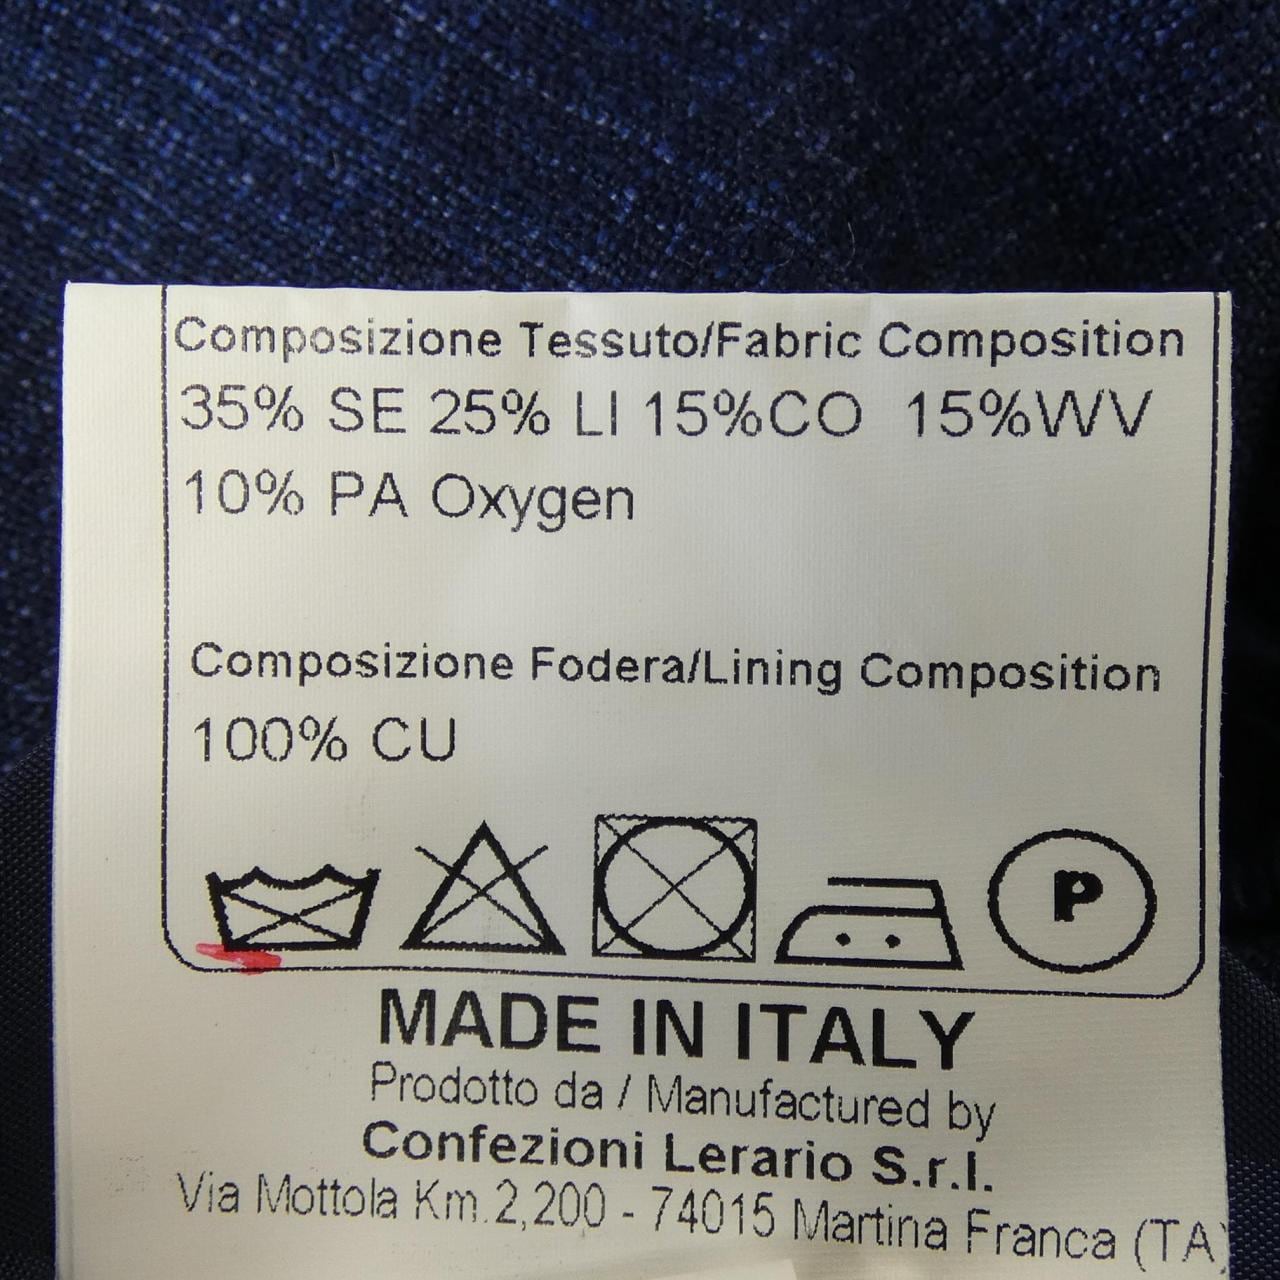 Composizione Tessuto/Fabric Composition
35% SE 25% LI 15%CO 15%WV
10% PA Oxygen
Composizione Fodera/Lining Composition
100% CU
P
MADE IN ITALY
Prodotto da / Manufactured by
Confezioni Lerario S.r.l.
Via Mottola Km.2,200 - 74015 Martina Franca (TA)